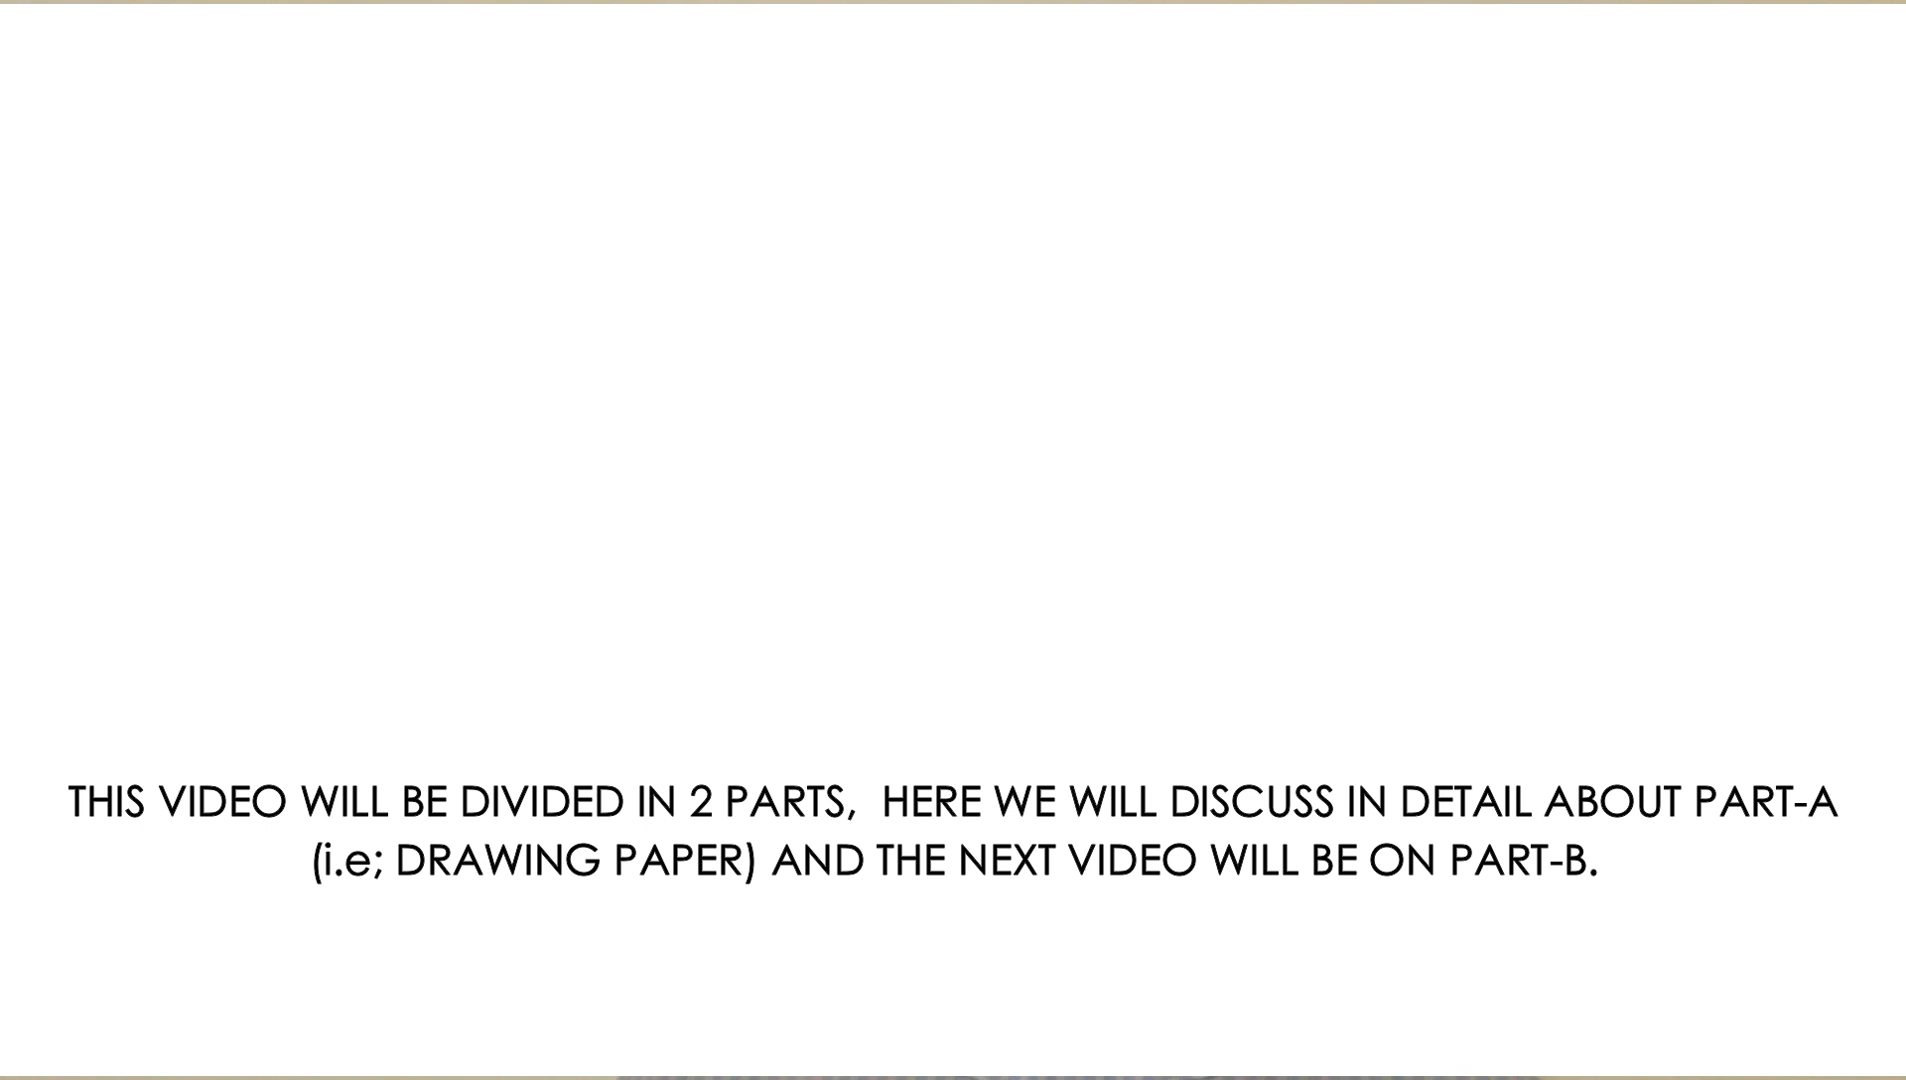 THIS VIDEO WILL BE DIVIDED IN 2 PARTS,  HERE WE WILL DISCUSS IN DETAIL ABOUT PART-A
(i.e; DRAWING PAPER) AND THE NEXT VIDEO WILL BE ON PART-B.